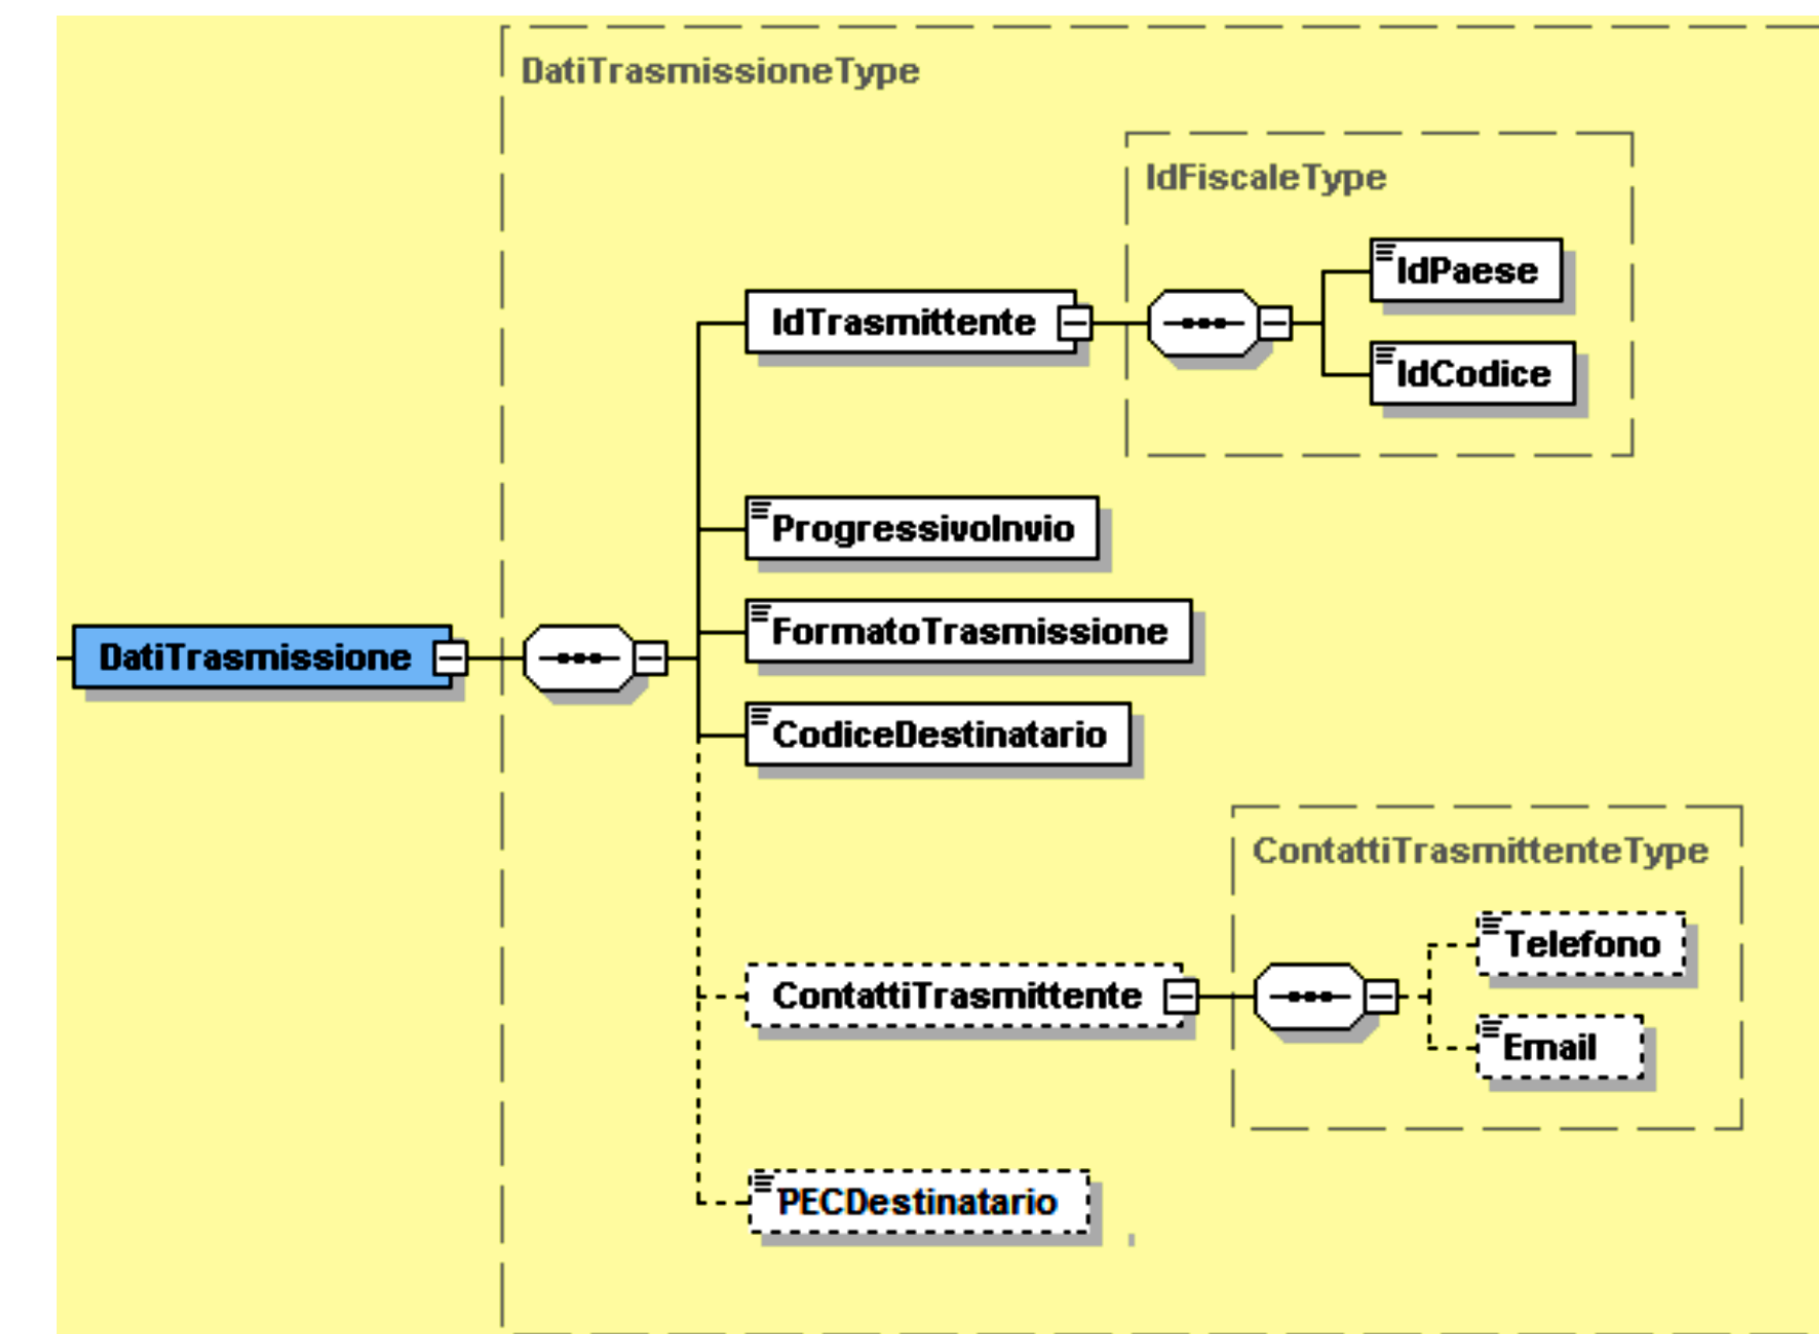 DatiTrasmissioneType
IdFiscaleType
IdPaese
IdTrasmittente
IdCodice
ProgressivoInvio
FormatoTrasmissione
DatiTrasmissione
CodiceDestinatario
ContattiTrasmittenteType
Telefono
ContattiTrasmittente
Email
PECDestinatario